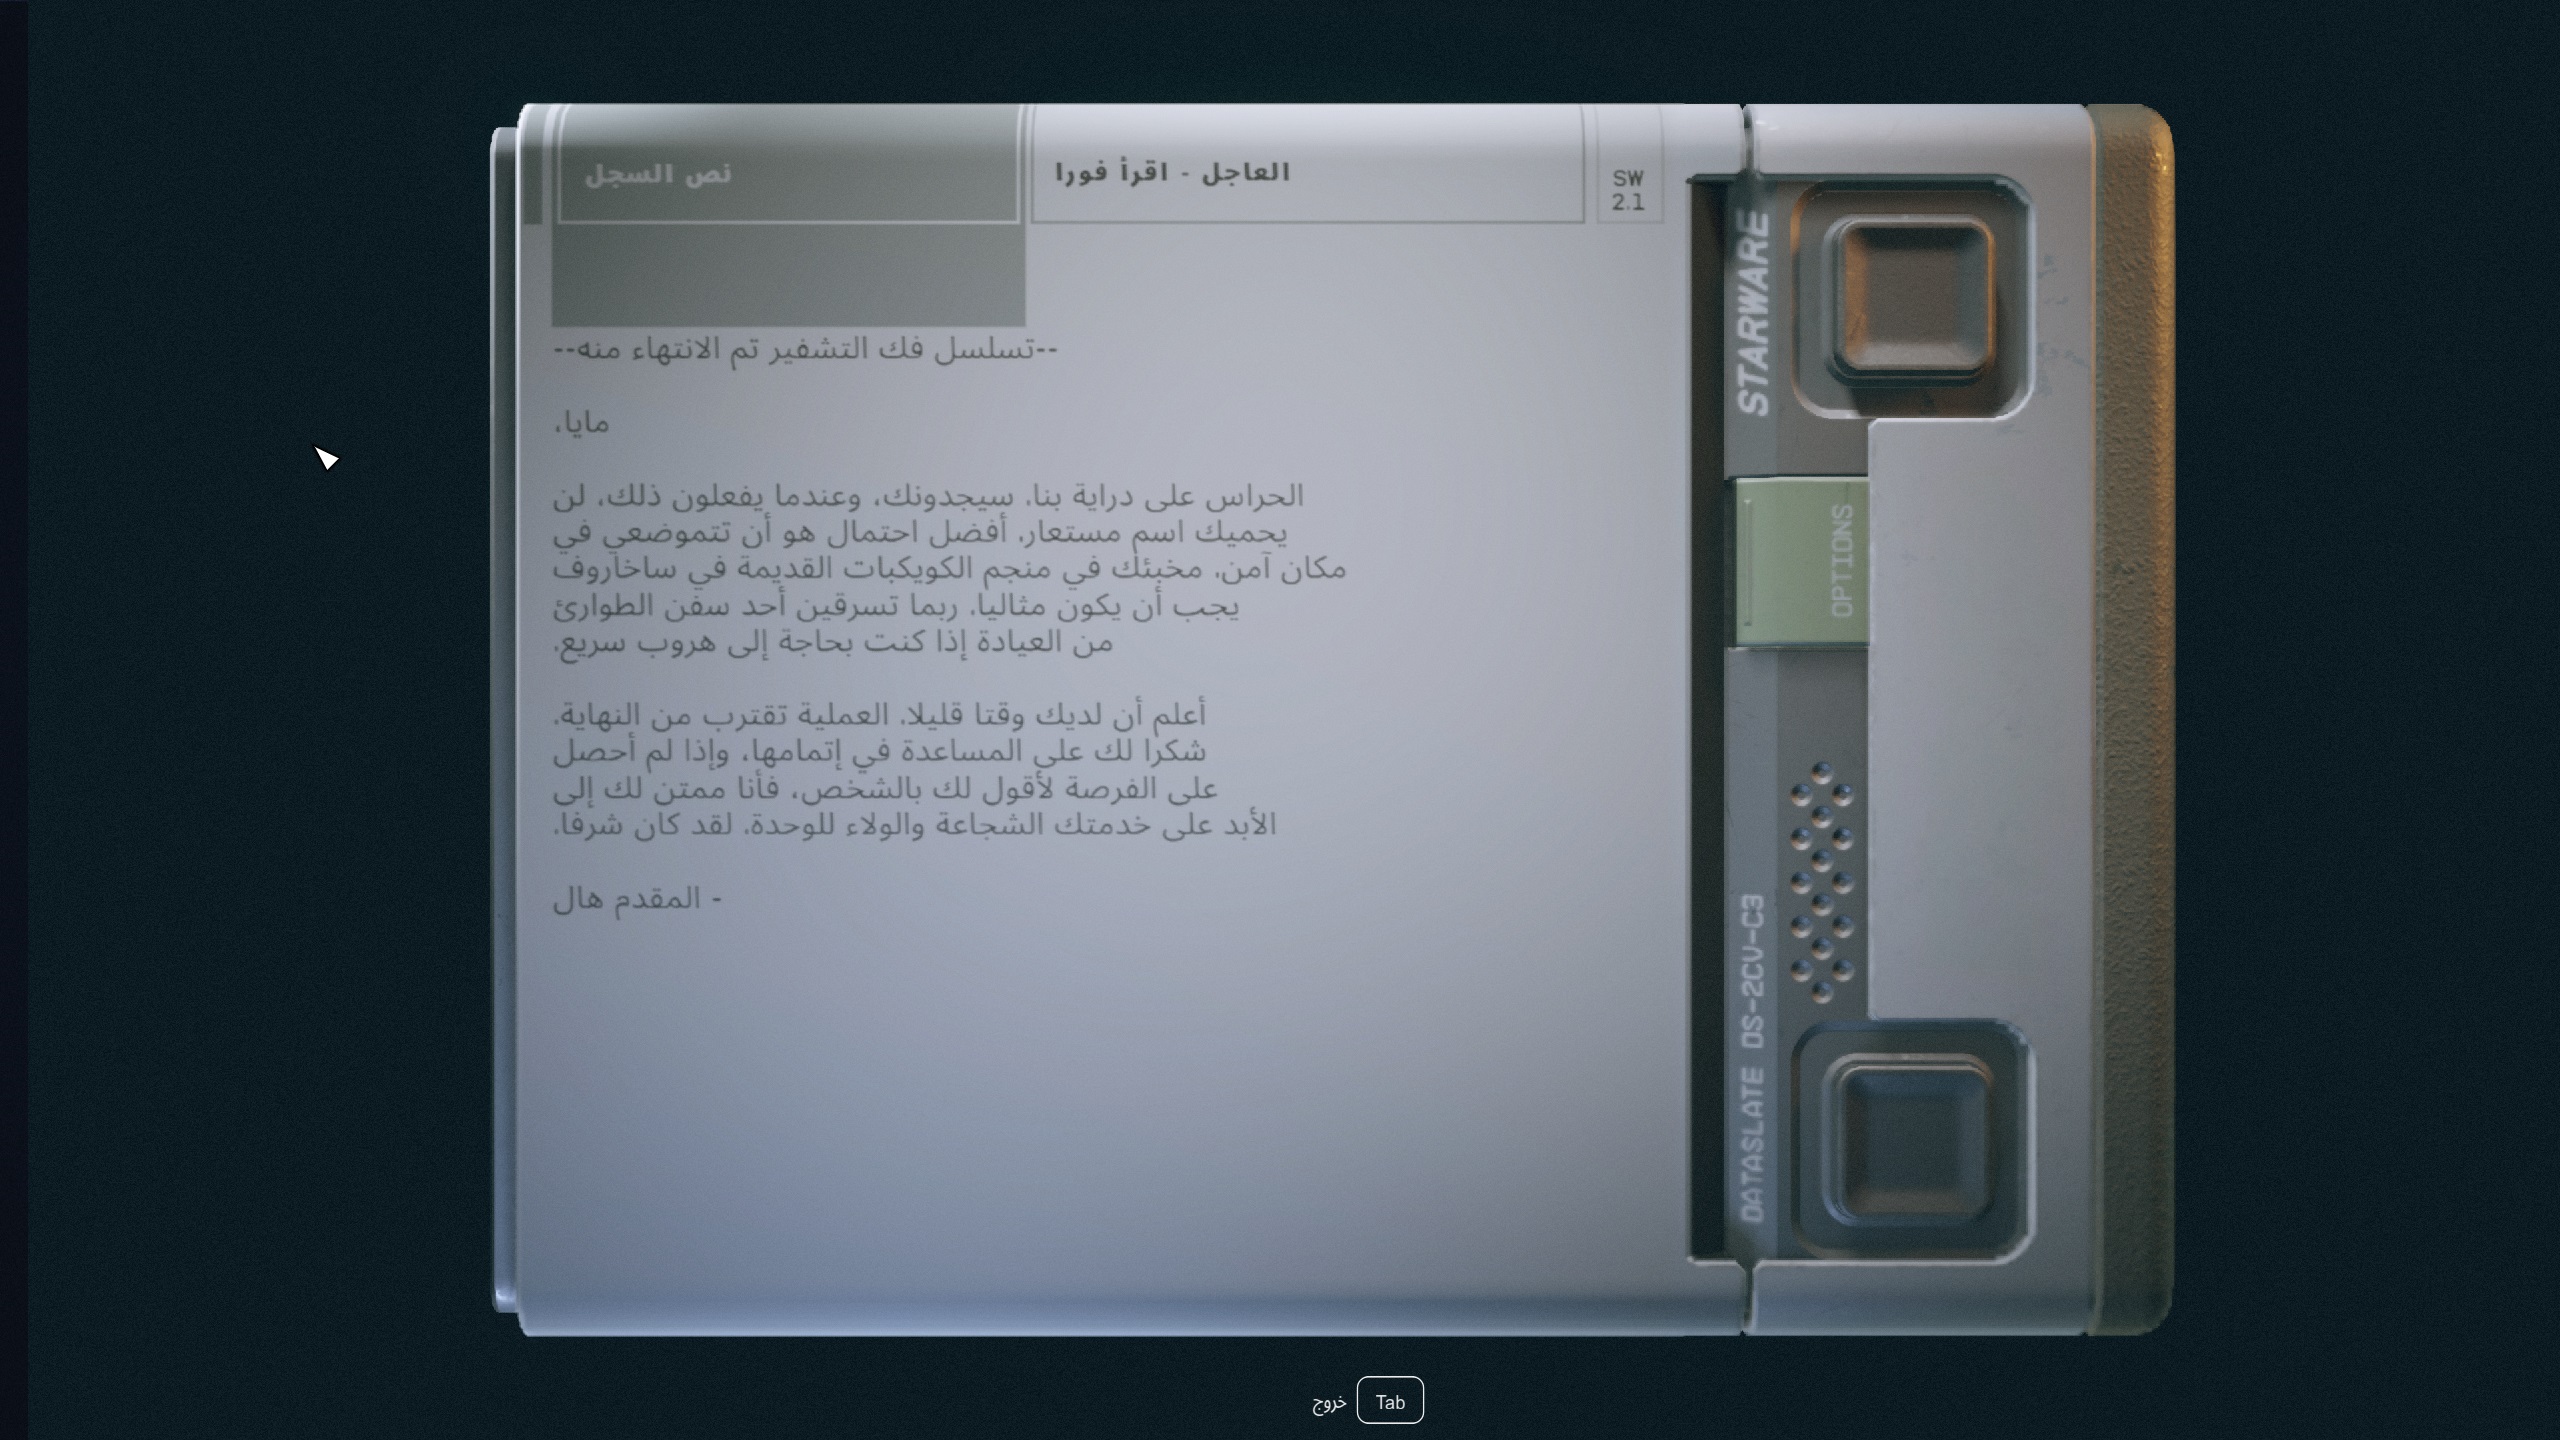 نص السجل
العاجل - اقرأ فورا
SW
2.1
--تسلسل فك التشفير تم الانتهاء منه--
مايا،
الحراس على دراية بنا. سيجدونك، وعندما يفعلون ذلك، لن
يحميك اسم مستعار. أفضل احتمال هو أن تتموضعي في
مكان آمن. مخبئك في منجم الكويكبات القديمة في ساخاروف
يجب أن يكون مثاليا. ربما تسرقين أحد سفن الطوارئ
من العيادة إذا كنت بحاجة إلى هروب سريع.
أعلم أن لديك وقتا قليلا. العملية تقترب من النهاية.
شكرا لك على المساعدة في إتمامها، وإذا لم أحصل
على الفرصة لأقول لك بالشخص، فأنا ممتن لك إلى
الأبد على خدمتك الشجاعة والولاء للوحدة. لقد كان شرفا.
- المقدم هال
STARWARE
OPTIONS
DATASLATE OS-2CV-C3
خروج Tab